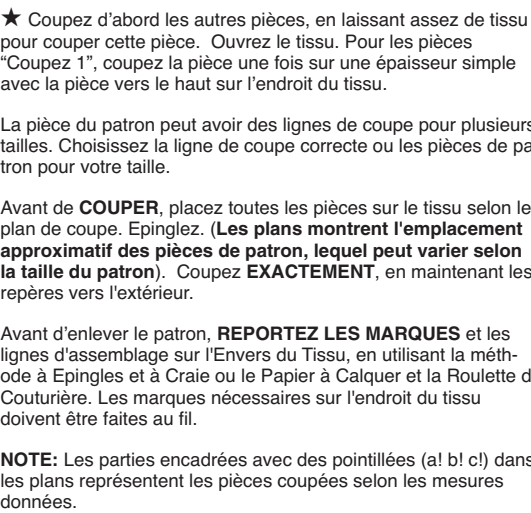 ★ Coupez d’abord les autres pièces, en laissant assez de tissu
pour couper cette pièce.  Ouvrez le tissu. Pour les pièces
“Coupez 1”, coupez la pièce une fois sur une épaisseur simple
avec la pièce vers le haut sur l’endroit du tissu.

La pièce du patron peut avoir des lignes de coupe pour plusieurs
tailles. Choisissez la ligne de coupe correcte ou les pièces de pa
tron pour votre taille.

Avant de COUPER, placez toutes les pièces sur le tissu selon le
plan de coupe. Epinglez. (Les plans montrent l'emplacement
approximatif des pièces de patron, lequel peut varier selon
la taille du patron).  Coupez EXACTEMENT, en maintenant les
repères vers l'extérieur.

Avant d’enlever le patron, REPORTEZ LES MARQUES et les
lignes d'assemblage sur l'Envers du Tissu, en utilisant la méth-
ode à Epingles et à Craie ou le Papier à Calquer et la Roulette d
Couturière. Les marques nécessaires sur l'endroit du tissu
doivent être faites au fil.

NOTE: Les parties encadrées avec des pointillées (a! b! c!) dans
les plans représentent les pièces coupées selon les mesures
données.